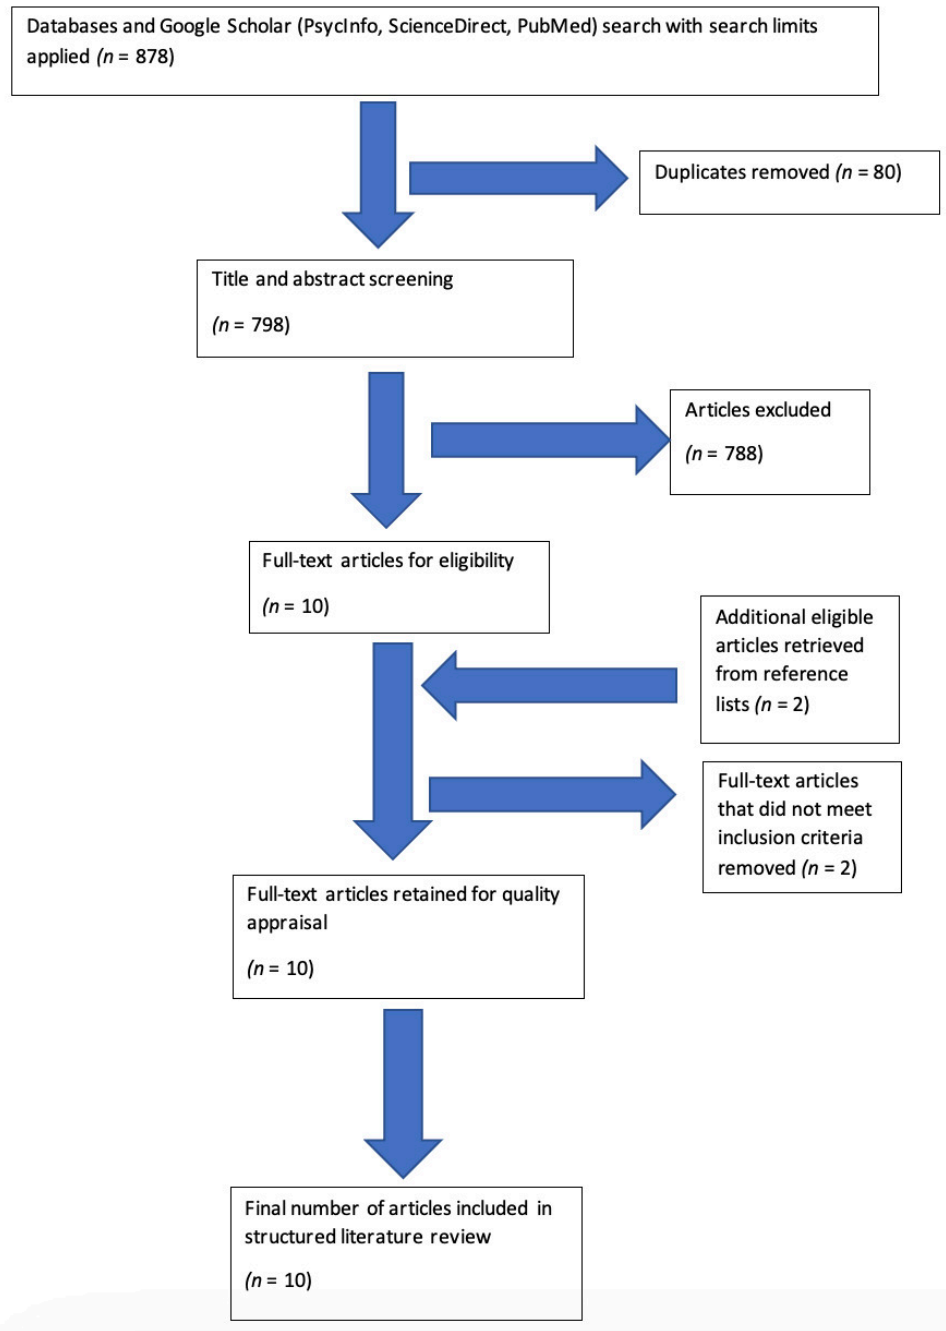 Databases and Google Scholar (PsycInfo, ScienceDirect, PubMed) search with search limits
applied (n = 878)
Duplicates removed (n = 80)
Title and abstract screening
(n = 798)
Articles excluded
(n = 788)
Full-text articles for eligibility
(n = 10)
Additional eligible
articles retrieved
from reference
lists (n = 2)
Full-text articles
that did not meet
inclusion criteria
removed (n = 2)
Full-text articles retained for quality
appraisal
(n = 10)
Final number of articles included in
structured literature review
(n = 10)